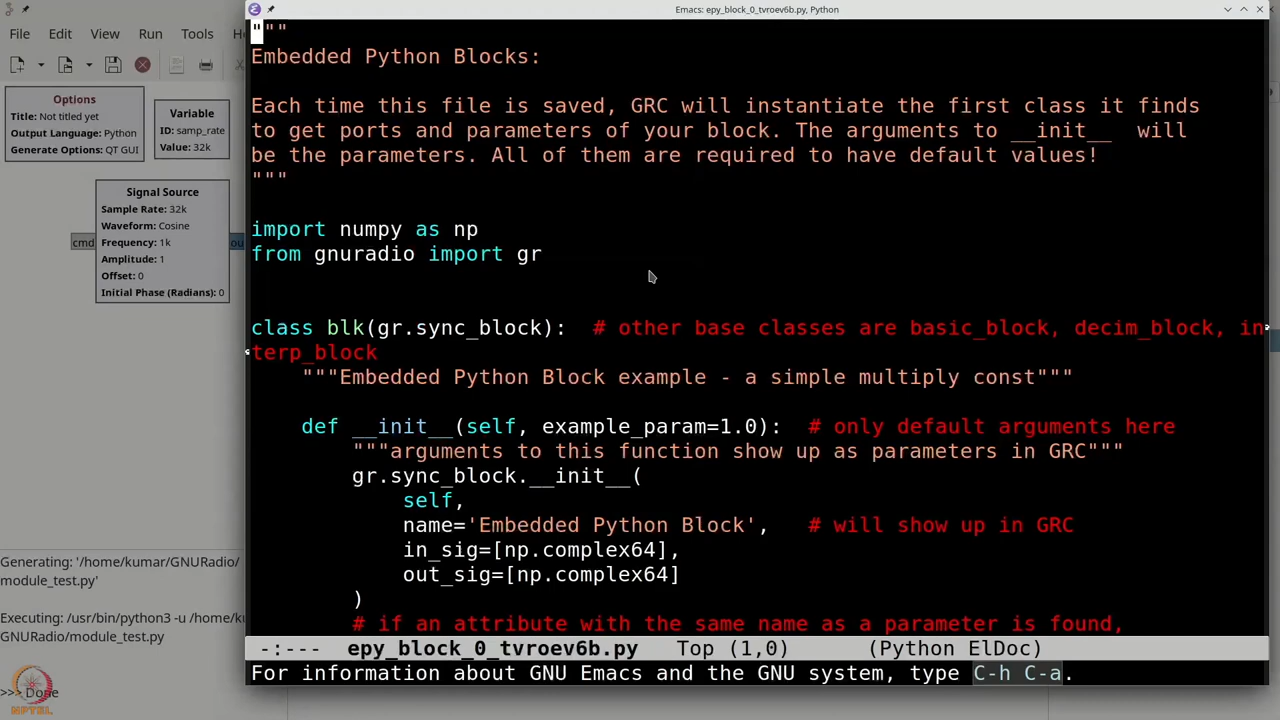 Emacs: epy_block_0_tvroev6b.py, Python
File Edit View Run Tools
Options
Title: Not titled yet
Output Language: Python
Generate Options: QT GUI
Variable
ID: samp_rate
Value: 32k
Signal Source
Sample Rate: 32k
Waveform: Cosine
Frequency: 1k
Amplitude: 1
Offset: 0
Initial Phase (Radians): 0
cmd
ou
Generating: '/home/kumar/GNURadio/
module_test.py'
Executing: /usr/bin/python3 -u /home/ku
GNURadio/module_test.py
>>> Done
NPTEL
"""
Embedded Python Blocks:
Each time this file is saved, GRC will instantiate the first class it finds
to get ports and parameters of your block. The arguments to __init__  will
be the parameters. All of them are required to have default values!
"""
import numpy as np
from gnuradio import gr
class blk(gr.sync_block):  # other base classes are basic_block, decim_block, in
terp_block
    """Embedded Python Block example - a simple multiply const"""
    def __init__(self, example_param=1.0):  # only default arguments here
        """arguments to this function show up as parameters in GRC"""
        gr.sync_block.__init__(
            self,
            name='Embedded Python Block',   # will show up in GRC
            in_sig=[np.complex64],
            out_sig=[np.complex64]
        )
        # if an attribute with the same name as a parameter is found,
-:--- epy_block_0_tvroev6b.py Top (1,0) (Python ElDoc)
For information about GNU Emacs and the GNU system, type C-h C-a.